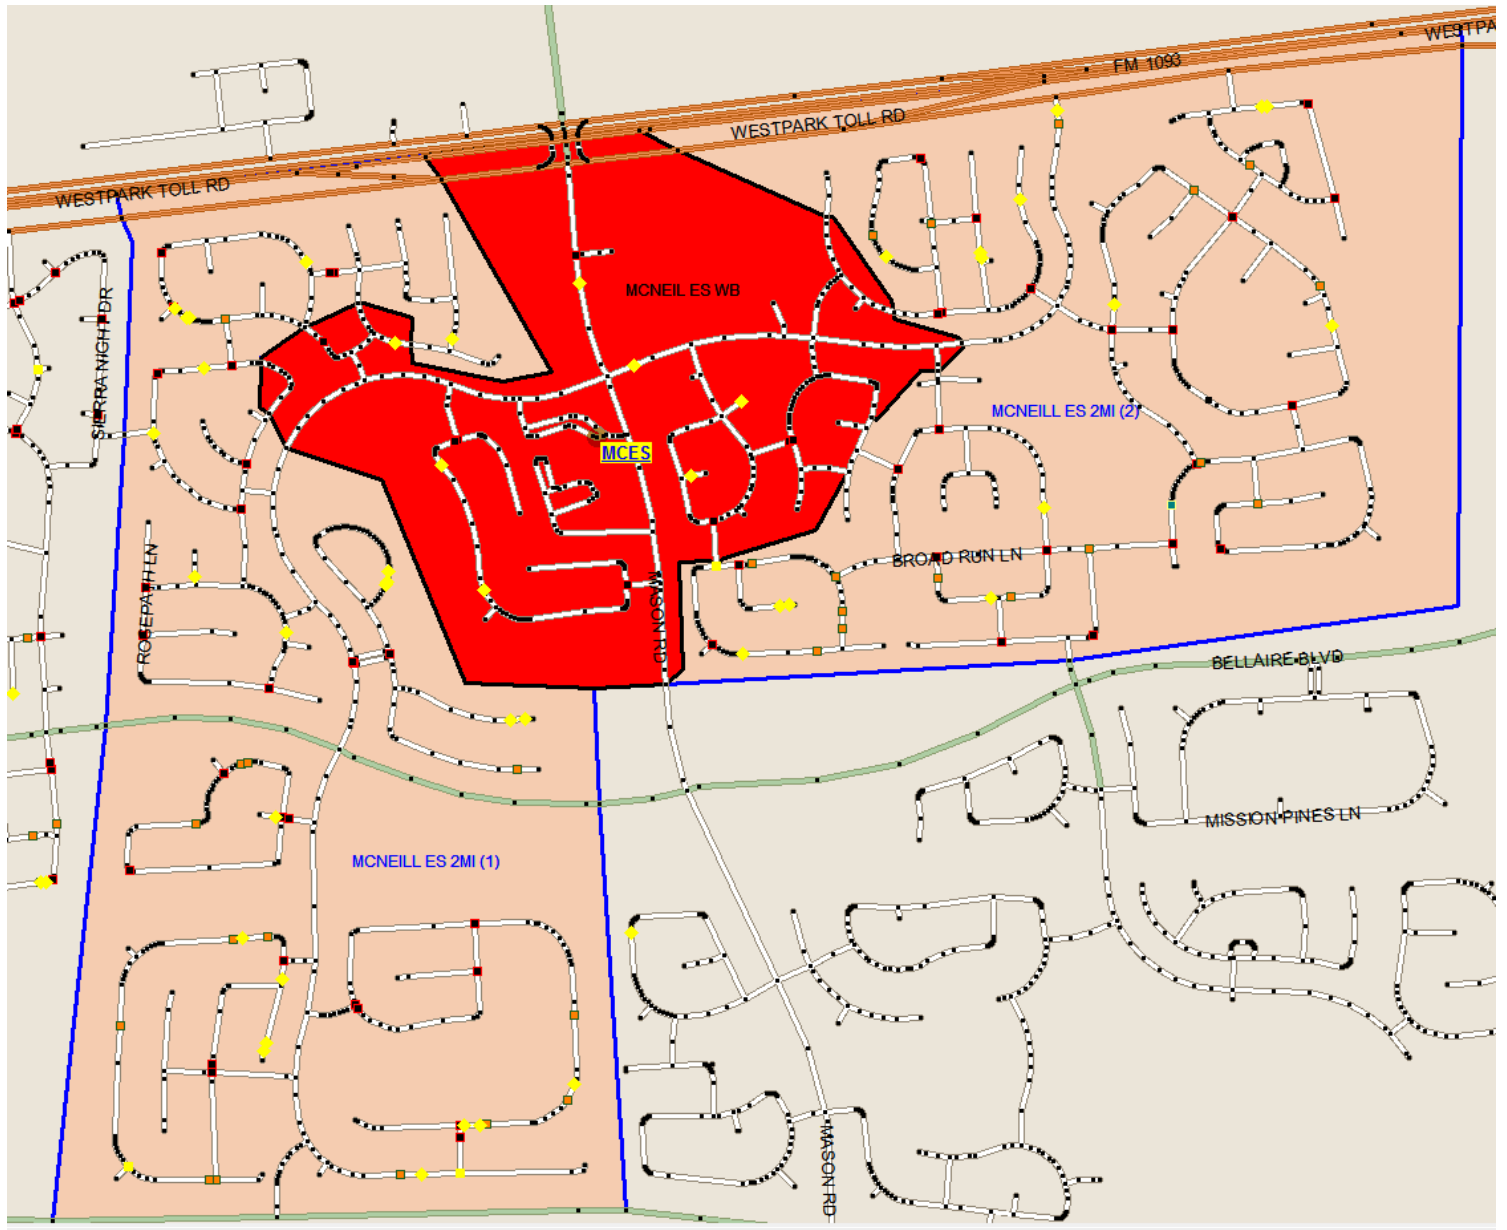 WESTPA
FM 1093
WESTPARK TOLL RD
WESTPARK TOLL RD
MCNEIL ES WB
SIERRA NIGHT DR
MCNEILL ES 2MI (2)
MCES
BROAD RUN LN
ROSEPATH LN
MASON RD
BELLAIRE BLVD
MISSION PINES LN
MCNEILL ES 2MI (1)
MASON RD